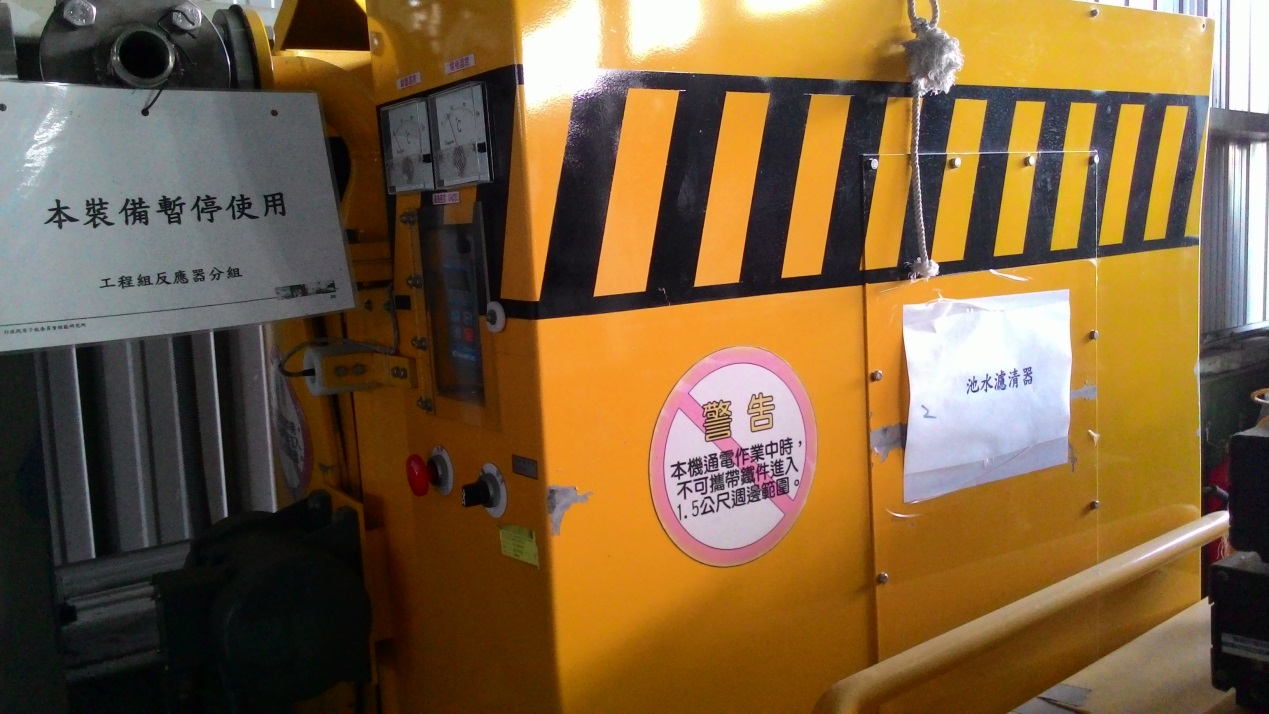 本裝備暫停使用
工程組反應器分組
警告
本機通電作業中時，
不可攜帶鐵件進入
1.5公尺週邊範圍。
池水濾清器
2